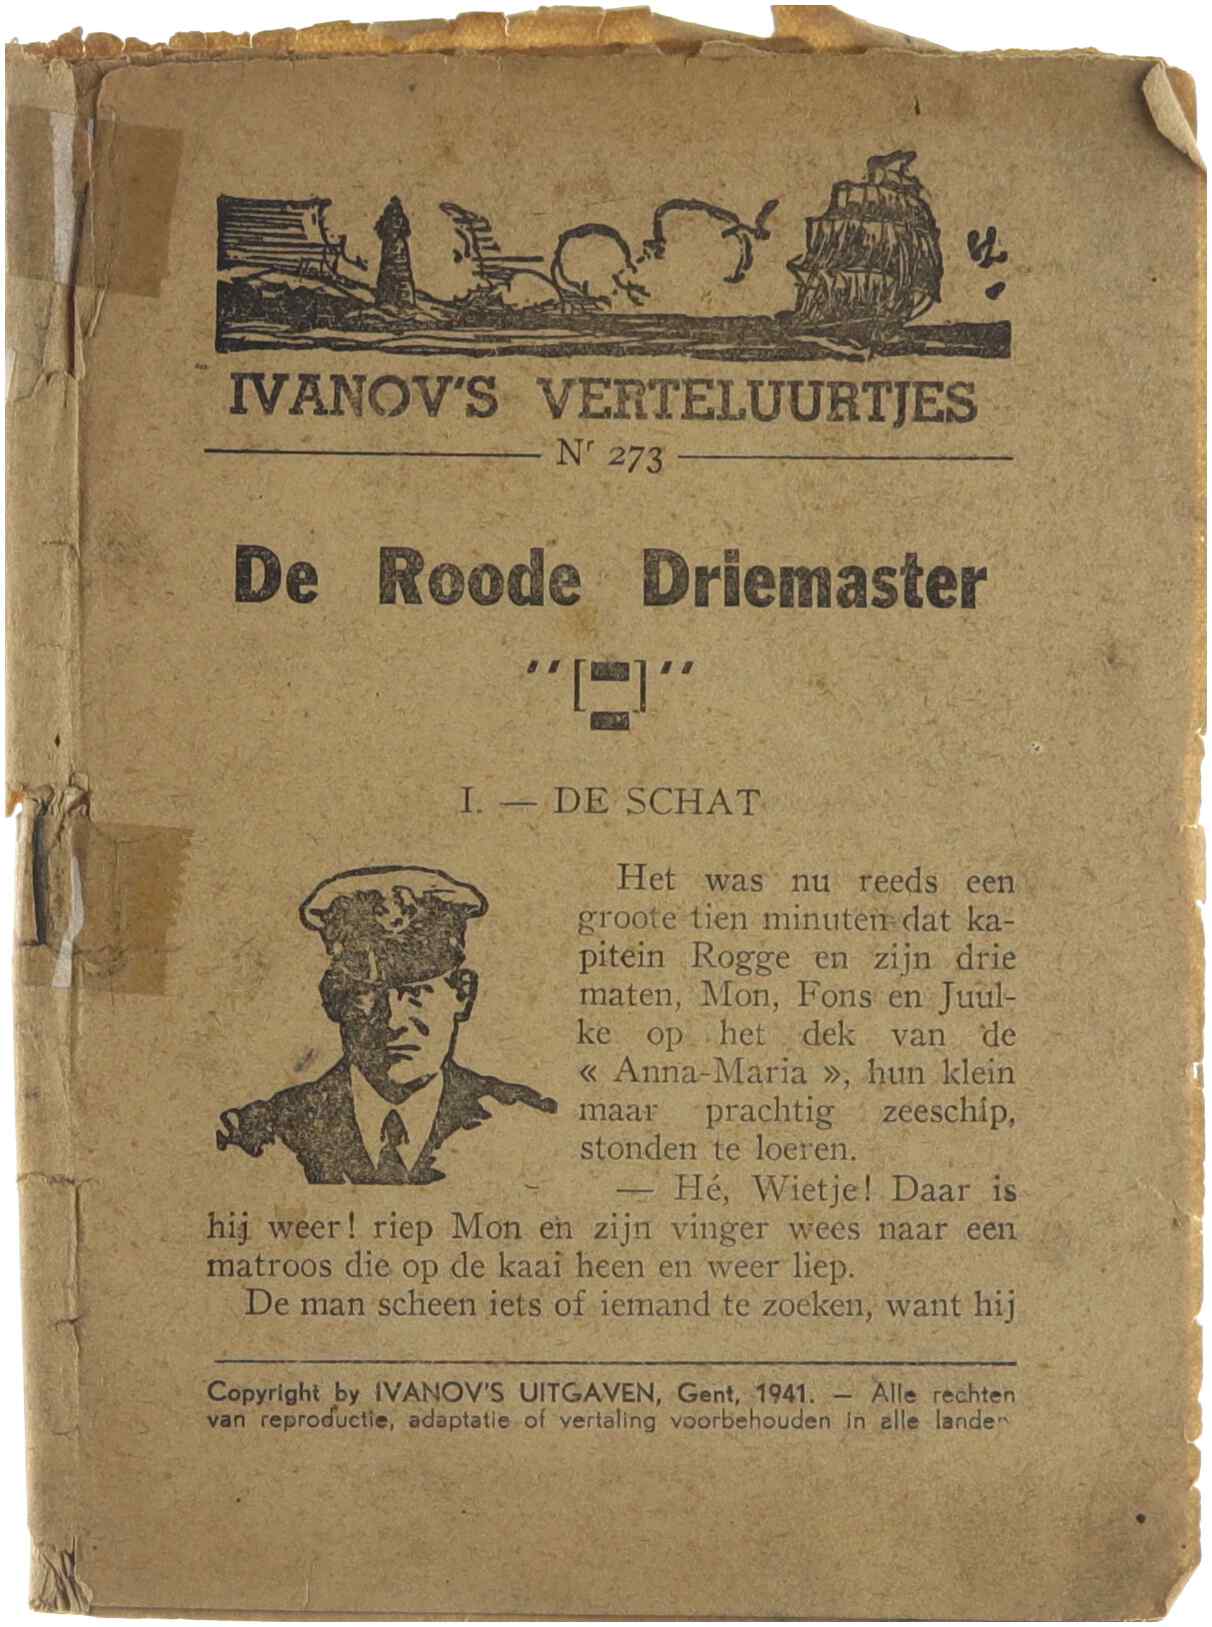 IVANOV'S VERTELUURTJES
Nr 273
De Roode Driemaster
I. — DE SCHAT
Het was nu reeds een
groote tien minuten dat ka-
pitein Rogge en zijn drie
maten, Mon, Fons en Juul-
ke op het dek van de
« Anna-Maria », hun klein
maar prachtig zeeschip,
stonden te loeren.
— Hé, Wietje! Daar is
hij weer! riep Mon en zijn vinger wees naar een
matroos die op de kaai heen en weer liep.
De man scheen iets of iemand te zoeken, want hij
Copyright by IVANOV'S UITGAVEN, Gent, 1941. — Alle rechten
van reproductie, adaptatie of vertaling voorbehouden in alle landen